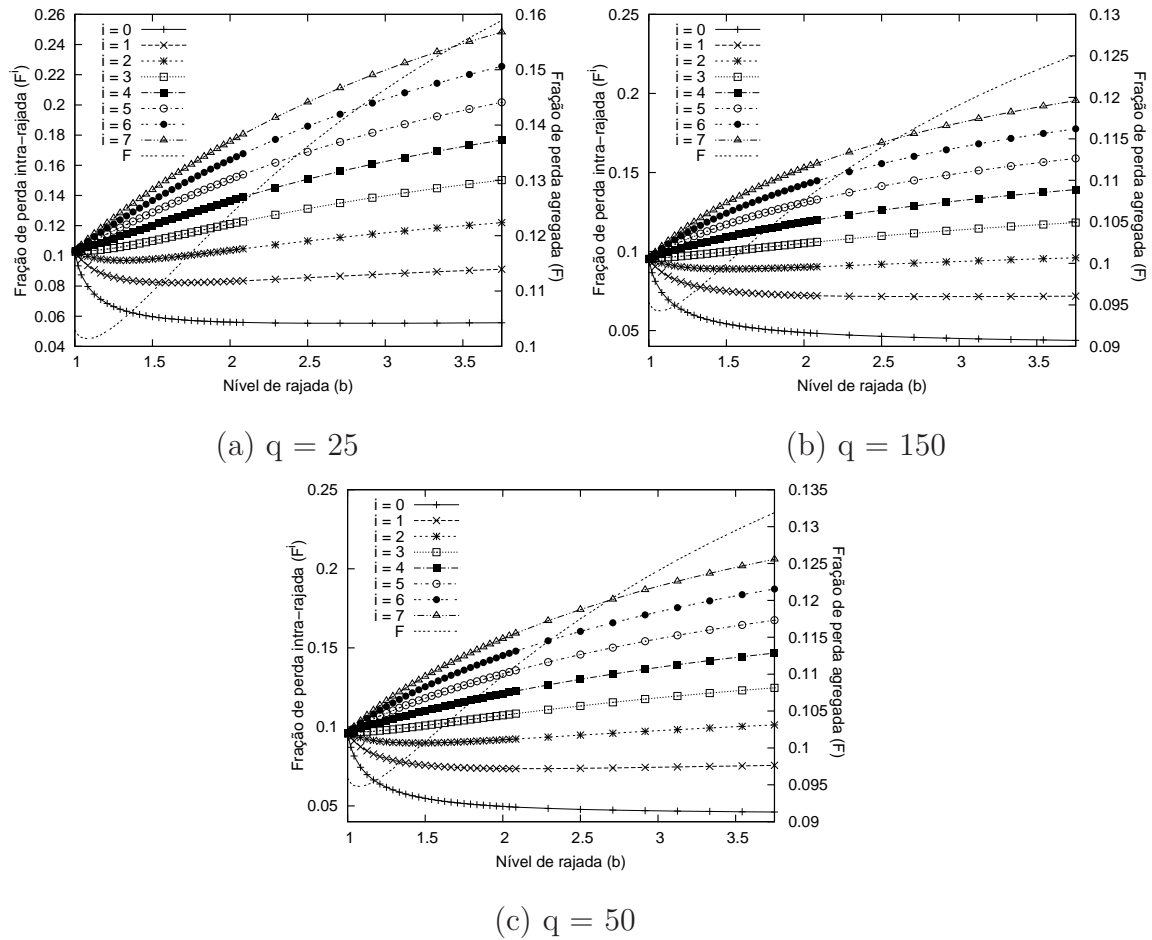 0.26
0.24
0.22
0.2
0.18
0.16
0.14
0.12
0.1
0.08
0.06
0.04
Fração de perda intra-rajada (Fⁱ)
i = 0
i = 1
i = 2
i = 3
i = 4
i = 5
i = 6
i = 7
F
0.16
0.15
0.14
0.13
0.12
0.11
0.1
Fração de perda agregada (F)
1 1.5 2 2.5 3 3.5
Nível de rajada (b)
(a) q = 25
0.25
0.2
0.15
0.1
0.05
Fração de perda intra-rajada (Fⁱ)
i = 0
i = 1
i = 2
i = 3
i = 4
i = 5
i = 6
i = 7
F
0.13
0.125
0.12
0.115
0.11
0.105
0.1
0.095
0.09
Fração de perda agregada (F)
1 1.5 2 2.5 3 3.5
Nível de rajada (b)
(b) q = 150
0.25
0.2
0.15
0.1
0.05
Fração de perda intra-rajada (Fⁱ)
i = 0
i = 1
i = 2
i = 3
i = 4
i = 5
i = 6
i = 7
F
0.135
0.13
0.125
0.12
0.115
0.11
0.105
0.1
0.095
0.09
Fração de perda agregada (F)
1 1.5 2 2.5 3 3.5
Nível de rajada (b)
(c) q = 50